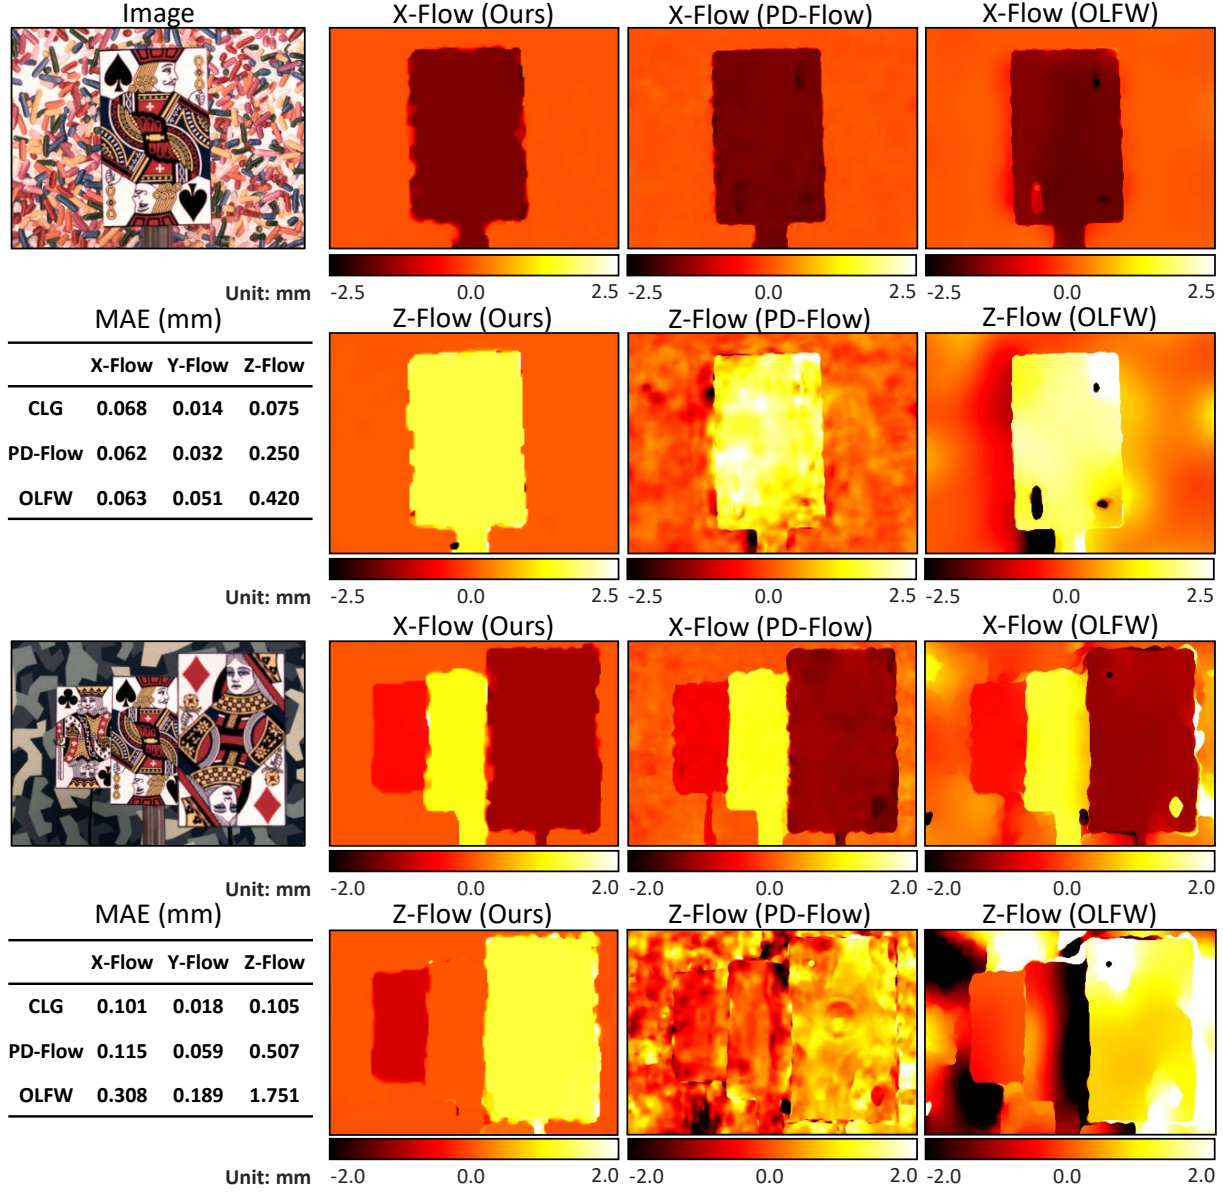 Image X-Flow (Ours) X-Flow (PD-Flow) X-Flow (OLFW)
-2.5 0.0 2.5 -2.5 0.0 2.5 -2.5 0.0 2.5
Unit: mm
MAE (mm) Z-Flow (Ours) Z-Flow (PD-Flow) Z-Flow (OLFW)
X-Flow Y-Flow Z-Flow
CLG 0.068 0.014 0.075
PD-Flow 0.062 0.032 0.250
OLFW 0.063 0.051 0.420
Unit: mm -2.5 0.0 2.5 -2.5 0.0 2.5 -2.5 0.0 2.5
X-Flow (Ours) X-Flow (PD-Flow) X-Flow (OLFW)
Unit: mm -2.0 0.0 2.0 -2.0 0.0 2.0 -2.0 0.0 2.0
MAE (mm) Z-Flow (Ours) Z-Flow (PD-Flow) Z-Flow (OLFW)
X-Flow Y-Flow Z-Flow
CLG 0.101 0.018 0.105
PD-Flow 0.115 0.059 0.507
OLFW 0.308 0.189 1.751
Unit: mm -2.0 0.0 2.0 -2.0 0.0 2.0 -2.0 0.0 2.0